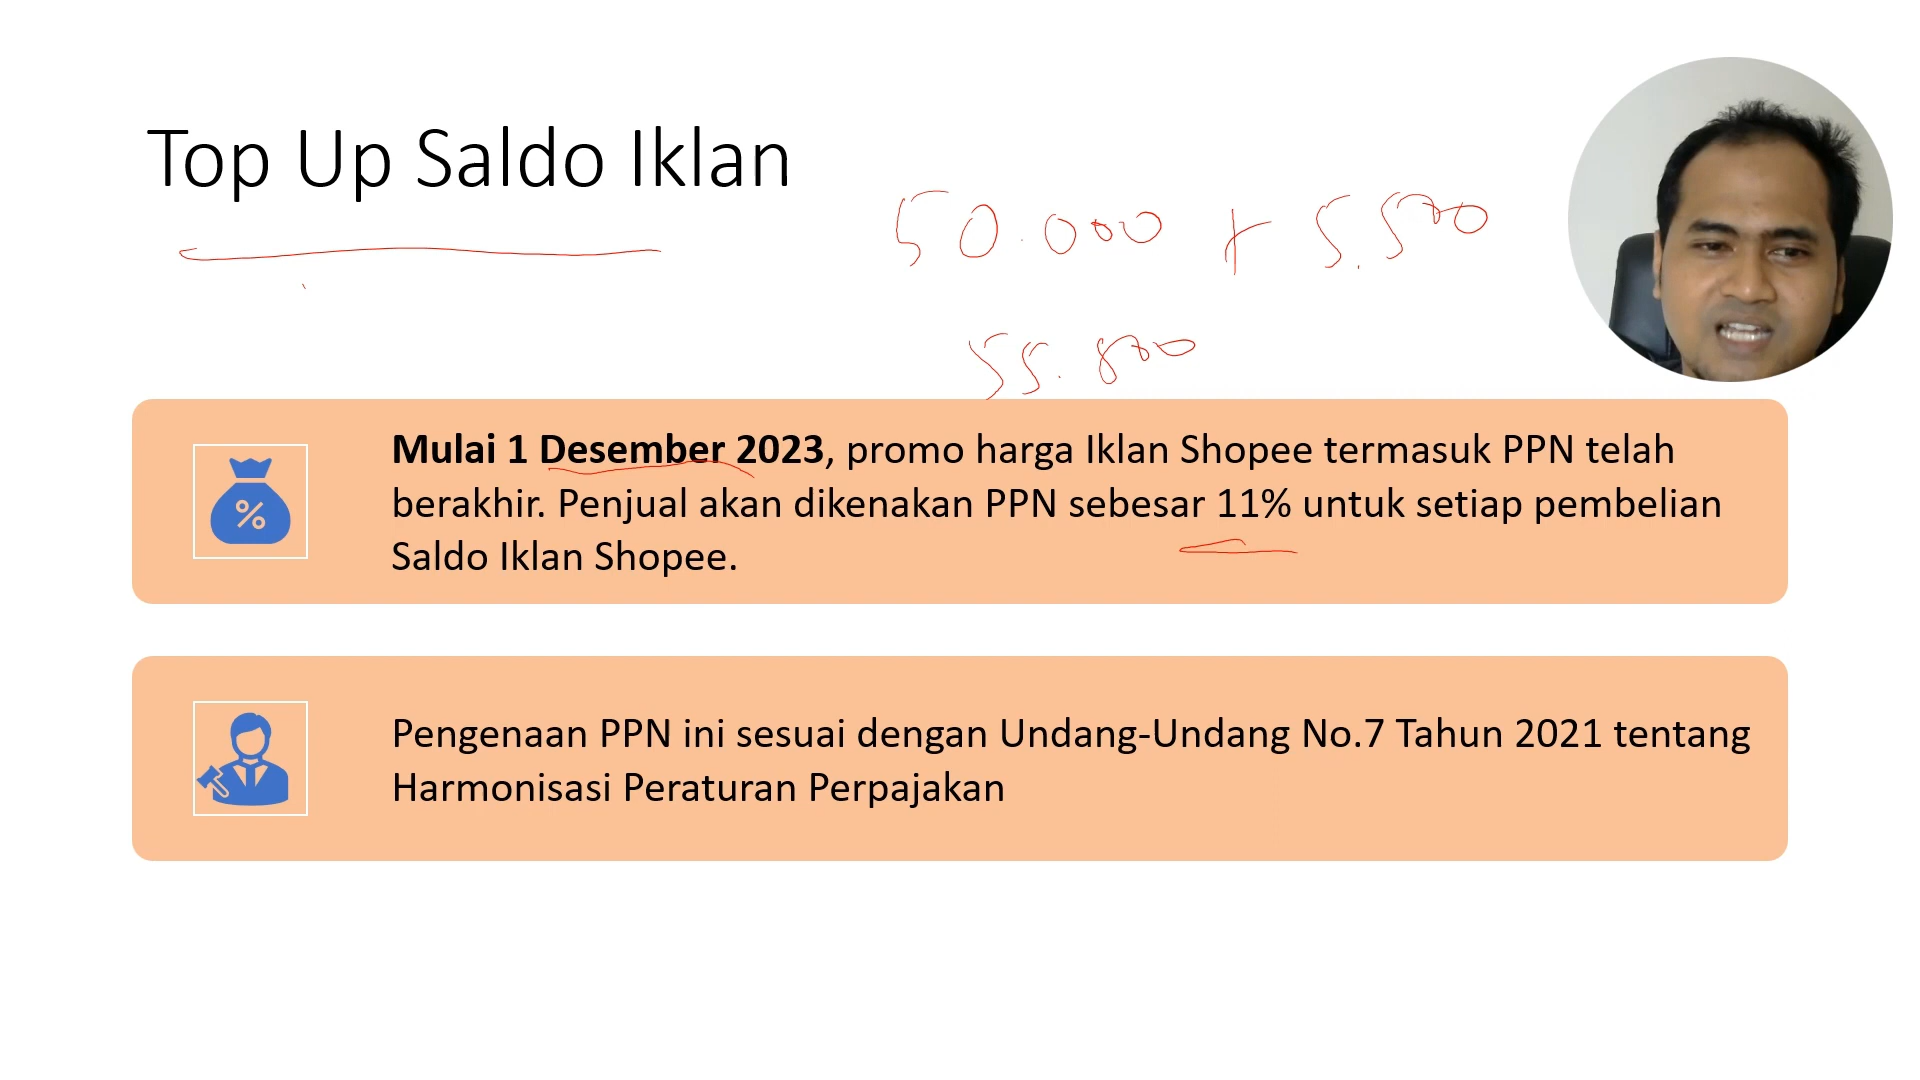 Top Up Saldo Iklan
50.000 + 5.500
55.500
Mulai 1 Desember 2023, promo harga Iklan Shopee termasuk PPN telah
berakhir. Penjual akan dikenakan PPN sebesar 11% untuk setiap pembelian
Saldo Iklan Shopee.
%
Pengenaan PPN ini sesuai dengan Undang-Undang No.7 Tahun 2021 tentang
Harmonisasi Peraturan Perpajakan